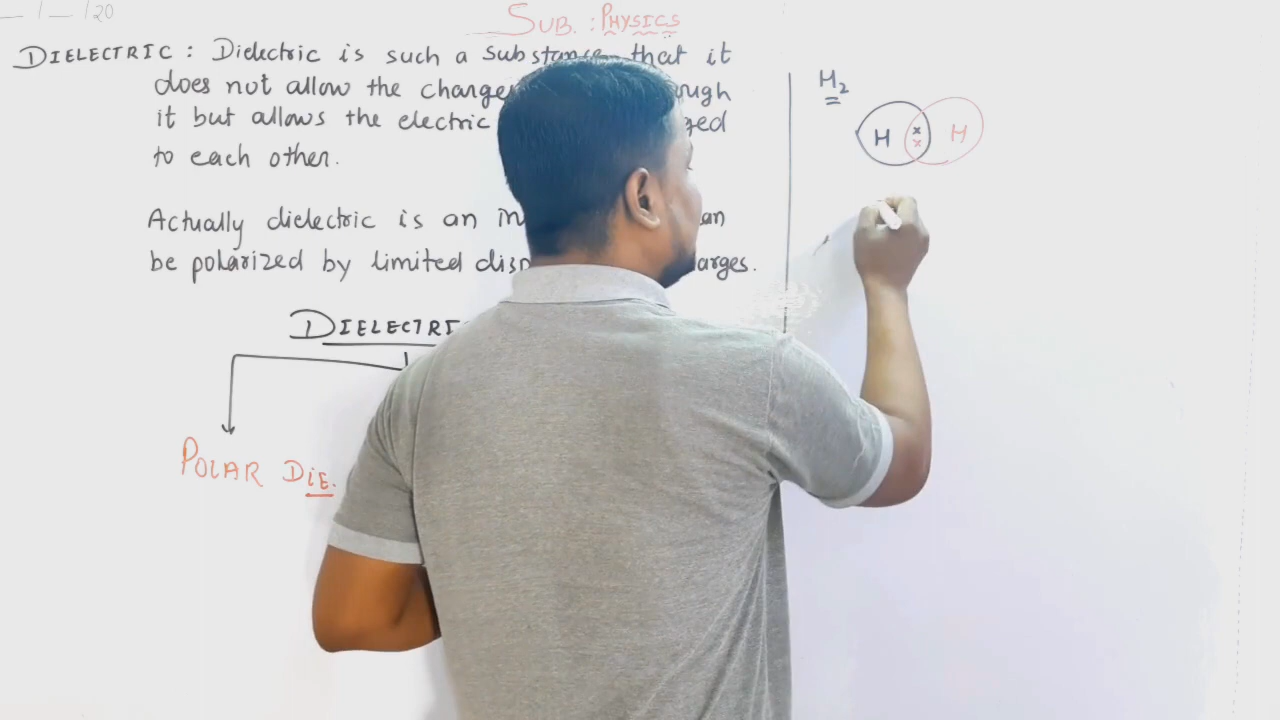 _ / _ /20
SUB. : PHYSICS
DIELECTRIC : Dielectric is such a substance that it
does not allow the
it but allows the electric
to each other.
Actually dielectric is an
be polarized by limited
DIELECTRI
POLAR DIE.
H2
H x x H